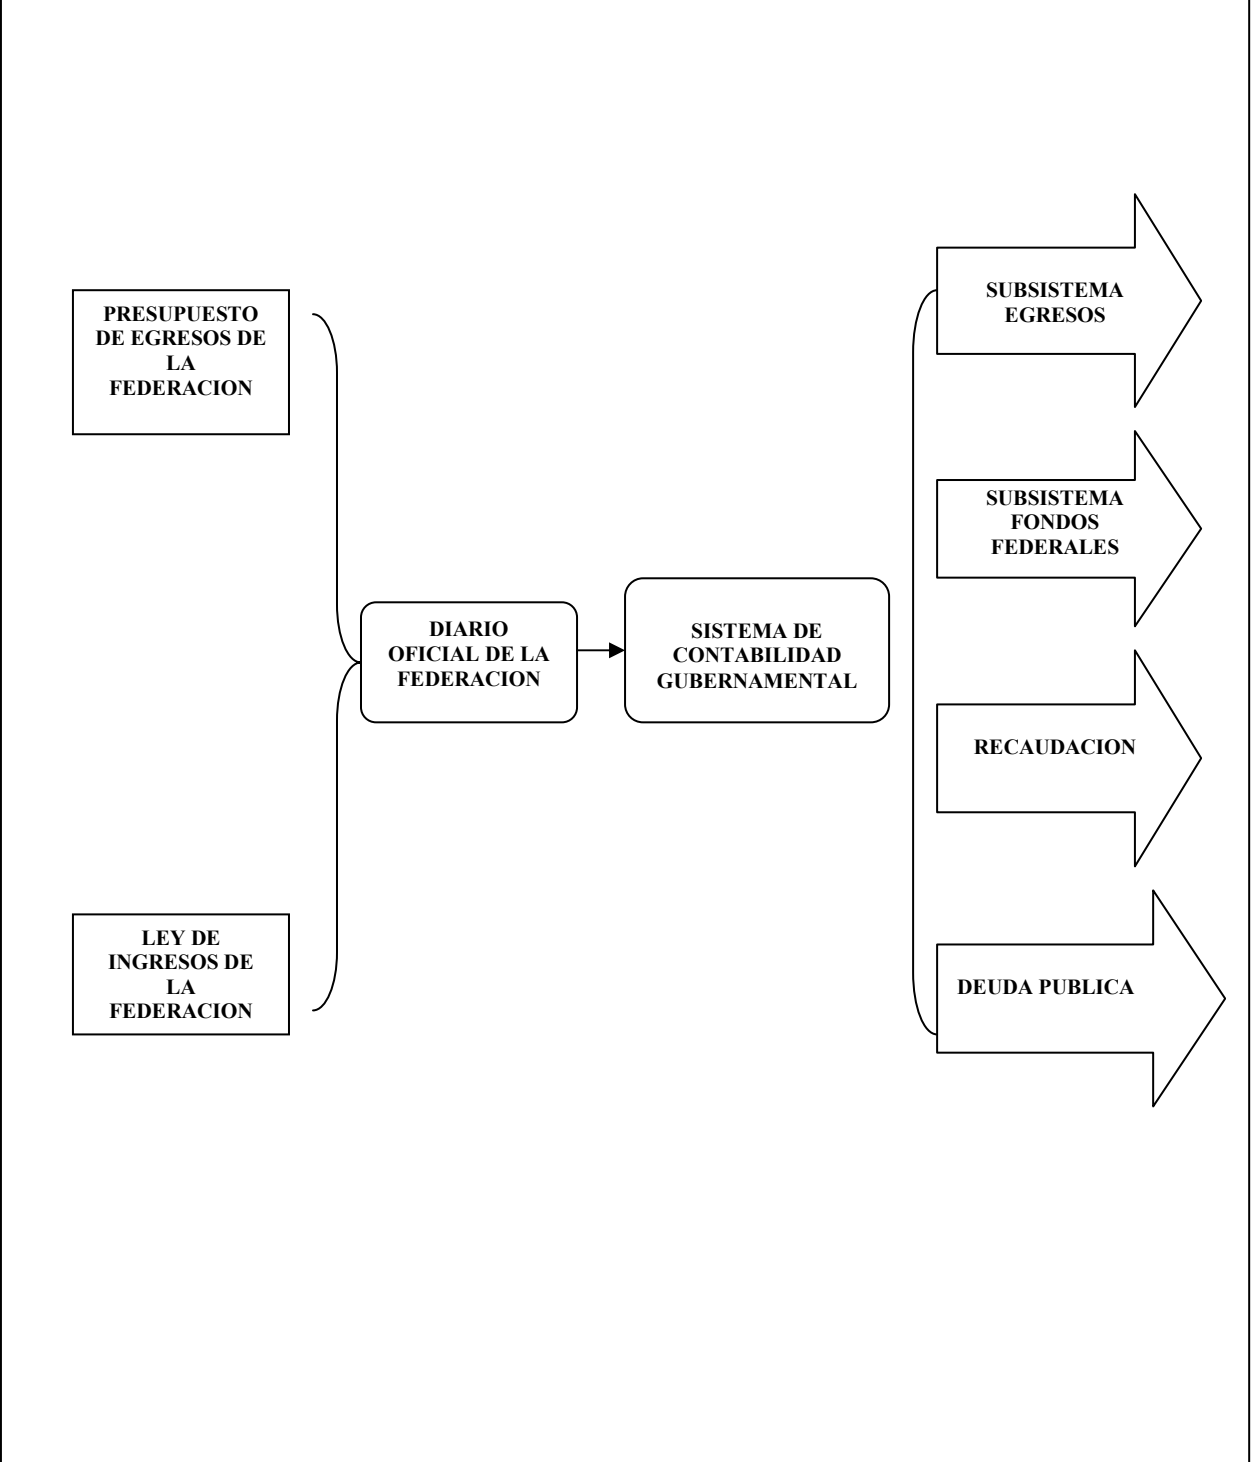 PRESUPUESTO
DE EGRESOS DE
LA
FEDERACION
LEY DE
INGRESOS DE
LA
FEDERACION
DIARIO
OFICIAL DE LA
FEDERACION
SISTEMA DE
CONTABILIDAD
GUBERNAMENTAL
SUBSISTEMA
EGRESOS
SUBSISTEMA
FONDOS
FEDERALES
RECAUDACION
DEUDA PUBLICA